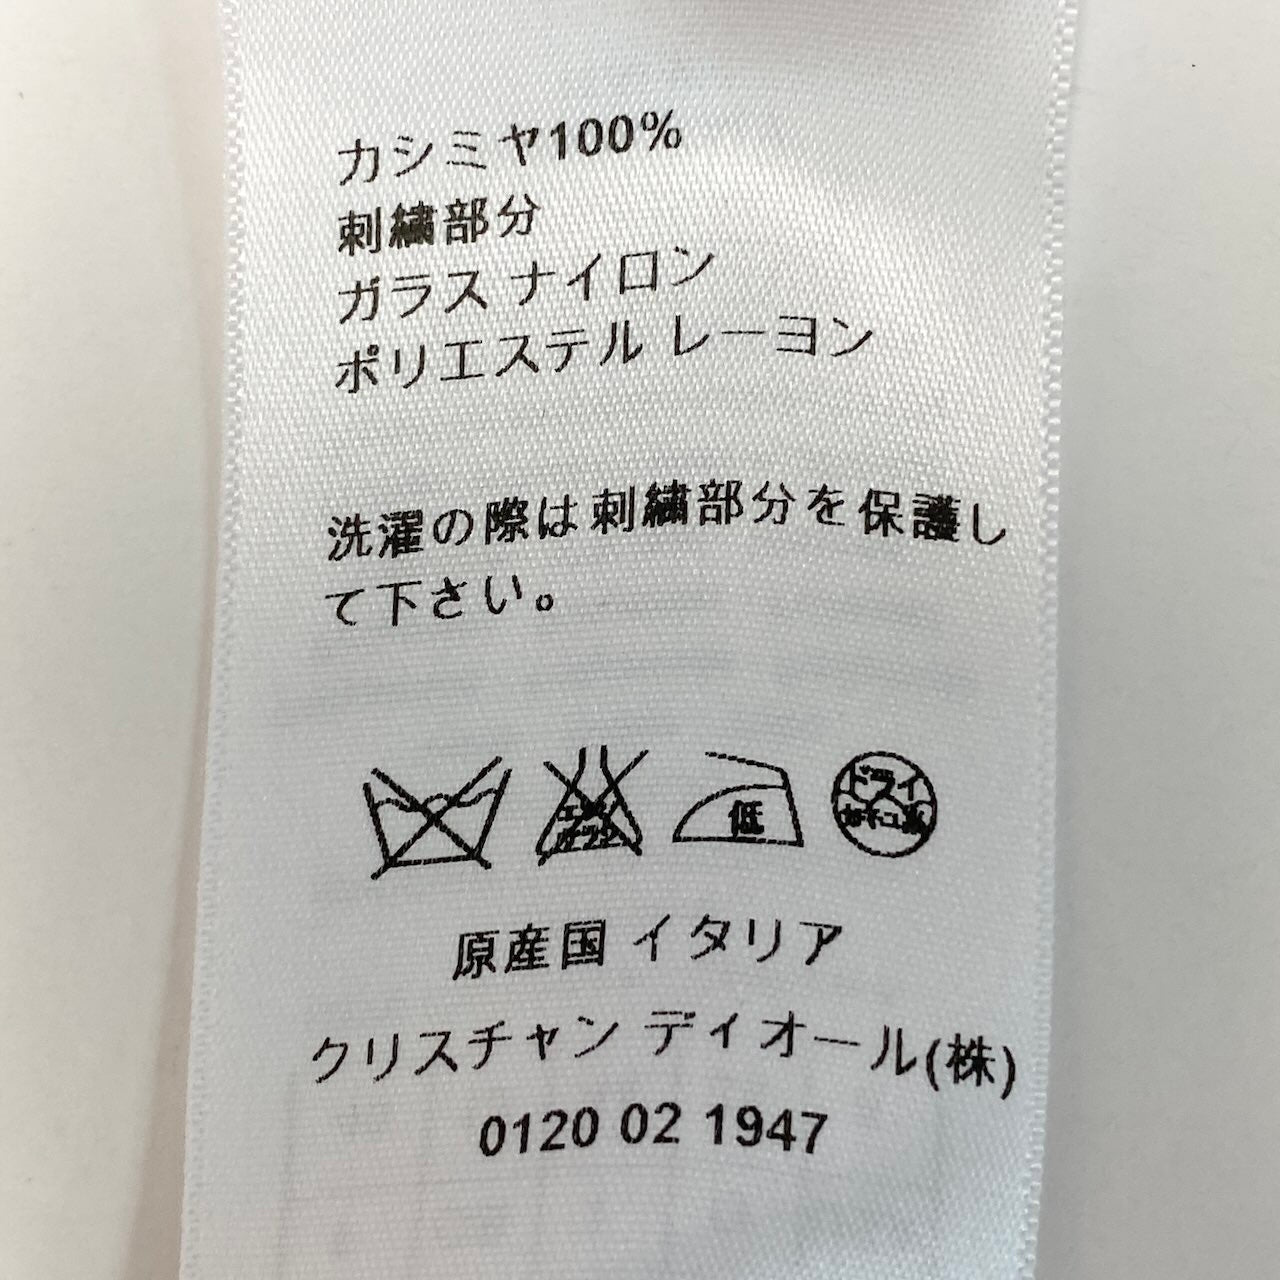 カシミヤ100%
刺繍部分
ガラス ナイロン
ポリエステル レーヨン
洗濯の際は刺繍部分を保護し
て下さい。
低
ドライ
原産国 イタリア
クリスチャン ディオール(株)
0120 02 1947